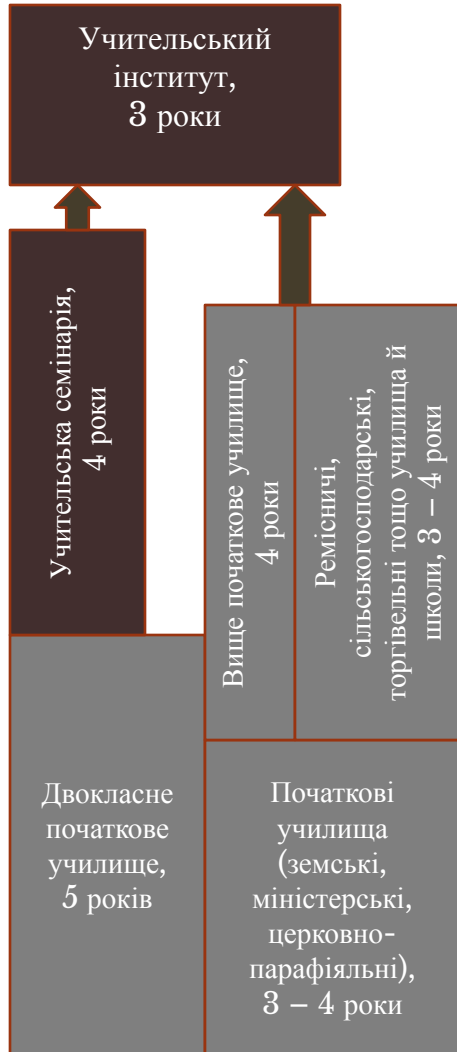 Учительський
інститут,
3 роки
Учительська семінарія,
4 роки
Вище початкове училище,
4 роки
Ремісничі,
сільськогосподарські,
торгівельні тощо училища й
школи, 3 – 4 роки
Двокласне
початкове
училище,
5 років
Початкові
училища
(земські,
міністерські,
церковно-
парафіяльні),
3 – 4 роки